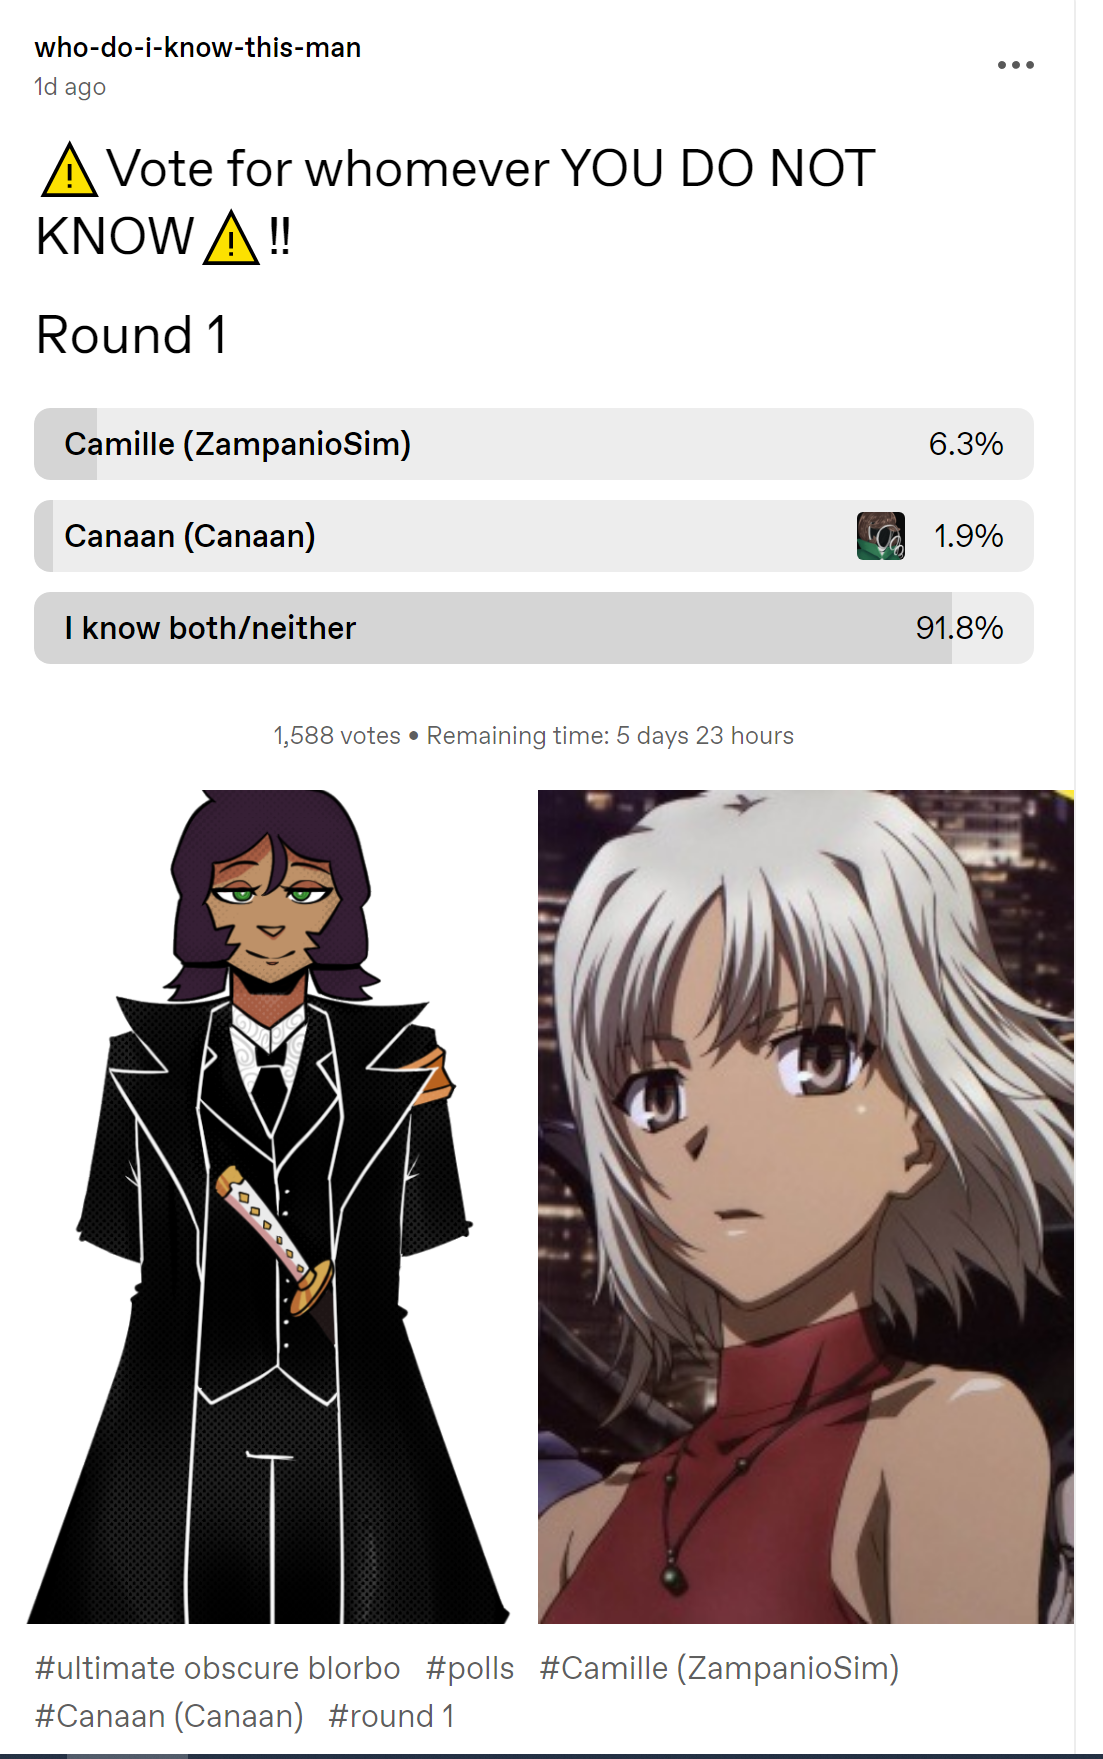 who-do-i-know-this-man
1d ago
⚠️Vote for whomever YOU DO NOT
KNOW⚠️!!
Round 1
Camille (ZampanioSim) 6.3%
Canaan (Canaan) 1.9%
I know both/neither 91.8%
1,588 votes • Remaining time: 5 days 23 hours
#ultimate obscure blorbo #polls #Camille (ZampanioSim)
#Canaan (Canaan) #round 1